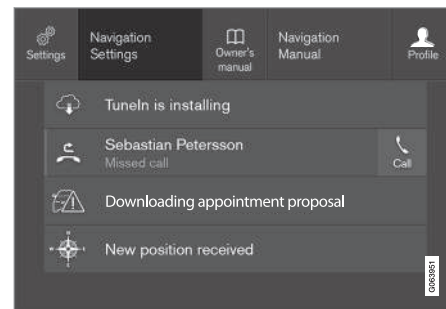 Settings
Navigation
Settings
Owner's
manual
Navigation
Manual
Profile
TuneIn is installing
Sebastian Petersson
Missed call
Call
Downloading appointment proposal
New position received
G063951